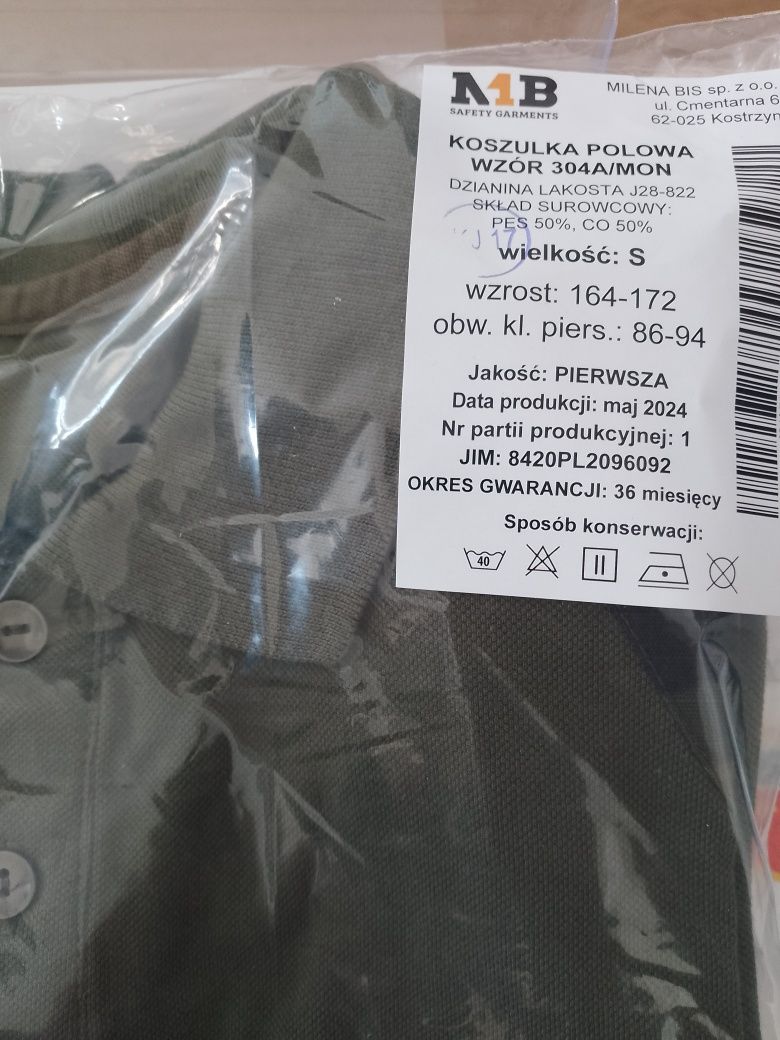 M1B
SAFETY GARMENTS
MILENA BIS sp. z o.o.
ul. Cmentarna 6
62-025 Kostrzyn
KOSZULKA POLOWA
WZÓR 304A/MON
DZIANINA LAKOSTA J28-822
SKŁAD SUROWCOWY:
PES 50%, CO 50%
17
wielkość: S
wzrost: 164-172
obw. kl. piers.: 86-94
Jakość: PIERWSZA
Data produkcji: maj 2024
Nr partii produkcyjnej: 1
JIM: 8420PL2096092
OKRES GWARANCJI: 36 miesięcy
Sposób konserwacji:
40